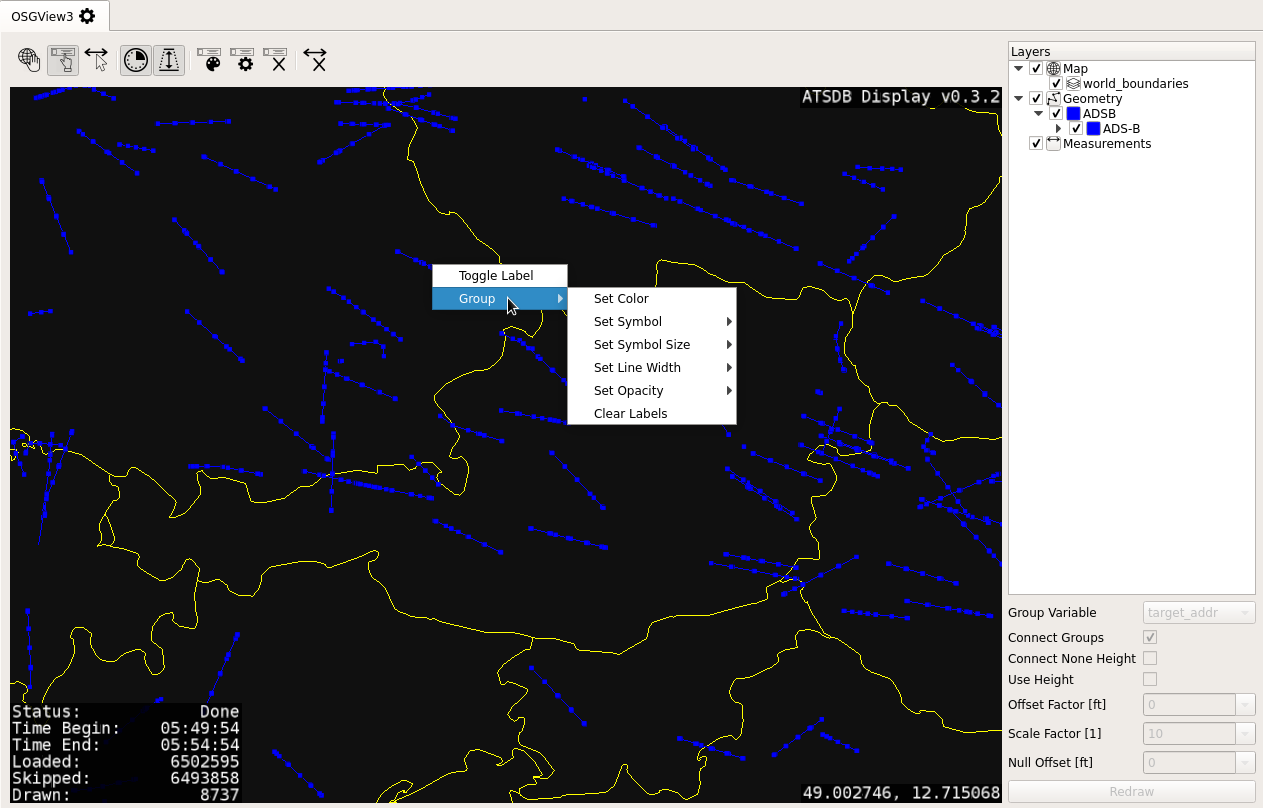 OSGView3
ATSDB Display v0.3.2
Toggle Label
Group
Set Color
Set Symbol
Set Symbol Size
Set Line Width
Set Opacity
Clear Labels
Status: Done
Time Begin: 05:49:54
Time End: 05:54:54
Loaded: 6502595
Skipped: 6493858
Drawn: 8737
49.002746, 12.715068
Layers
Map
world_boundaries
Geometry
ADSB
ADS-B
Measurements
Group Variable target_addr
Connect Groups
Connect None Height
Use Height
Offset Factor [ft] 0
Scale Factor [1] 10
Null Offset [ft] 0
Redraw